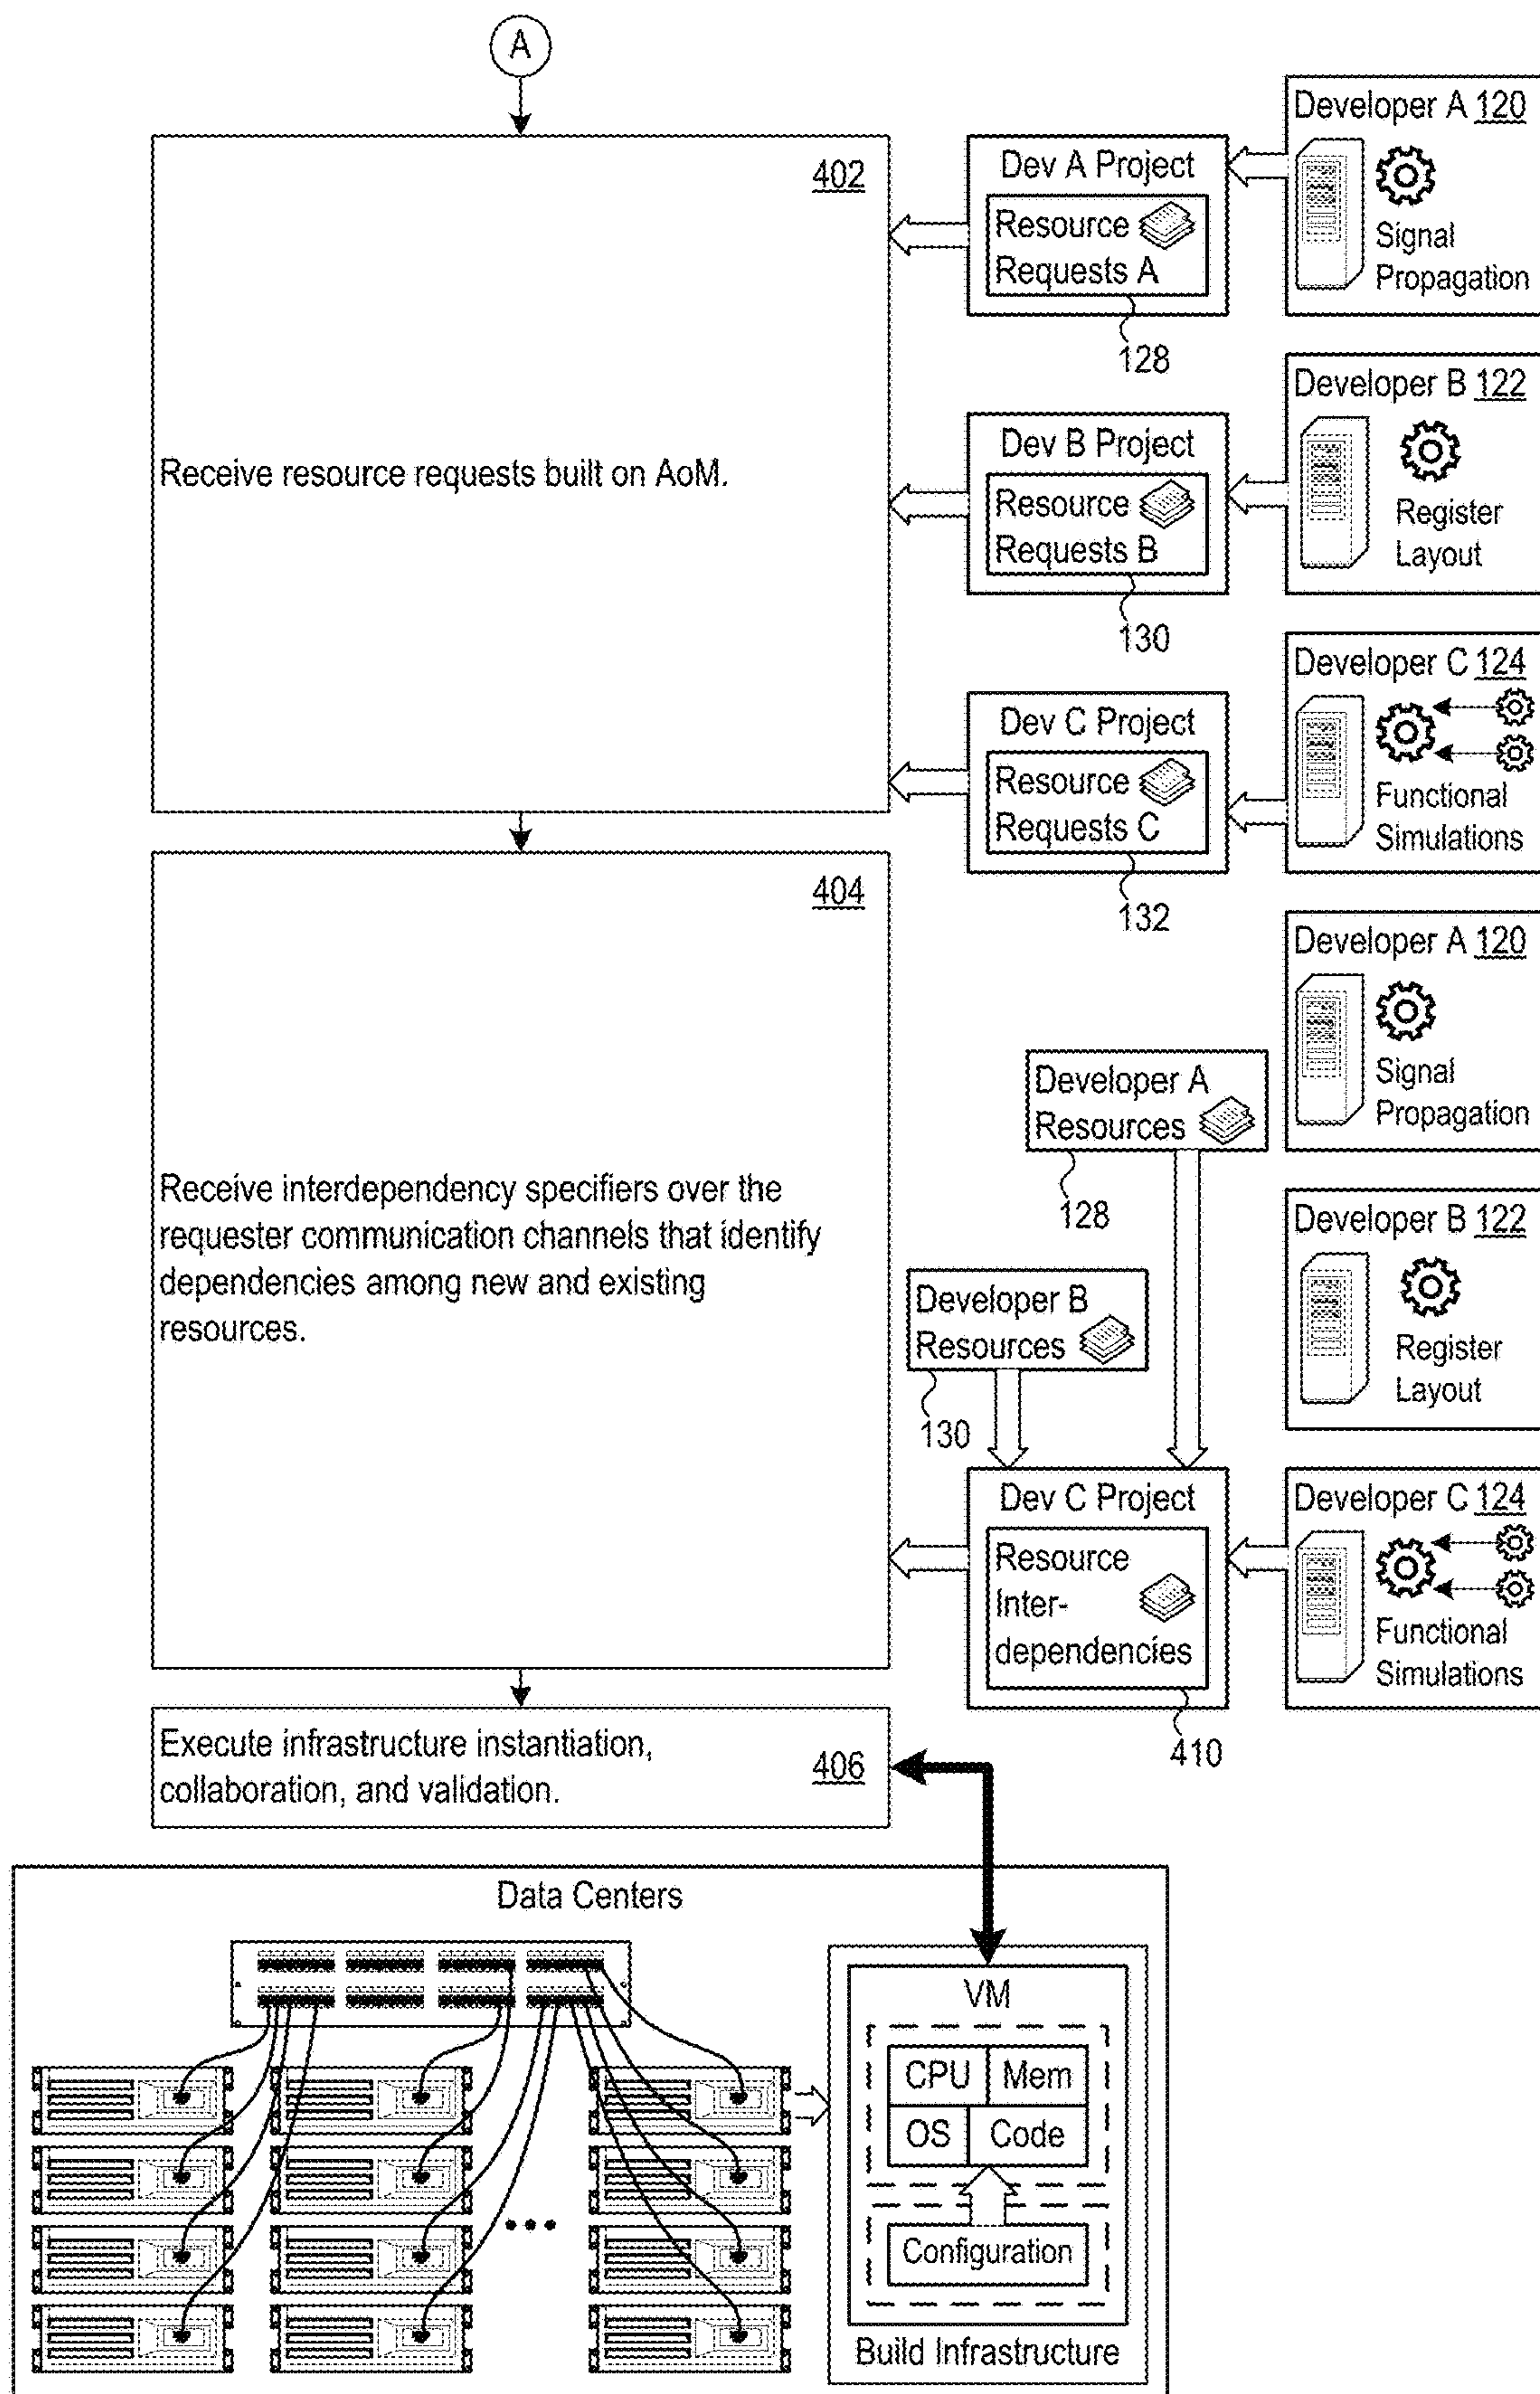 A
402
Receive resource requests built on AoM.
Dev A Project
Resource
Requests A
128
Developer A 120
Signal
Propagation
Dev B Project
Resource
Requests B
130
Developer B 122
Register
Layout
Dev C Project
Resource
Requests C
132
Developer C 124
Functional
Simulations
404
Receive interdependency specifiers over the
requester communication channels that identify
dependencies among new and existing
resources.
Developer A
Resources
128
Developer B
Resources
130
Developer A 120
Signal
Propagation
Developer B 122
Register
Layout
Dev C Project
Resource
Inter-
dependencies
410
Developer C 124
Functional
Simulations
Execute infrastructure instantiation,
collaboration, and validation.
406
Data Centers
VM
CPU
Mem
OS
Code
Configuration
Build Infrastructure